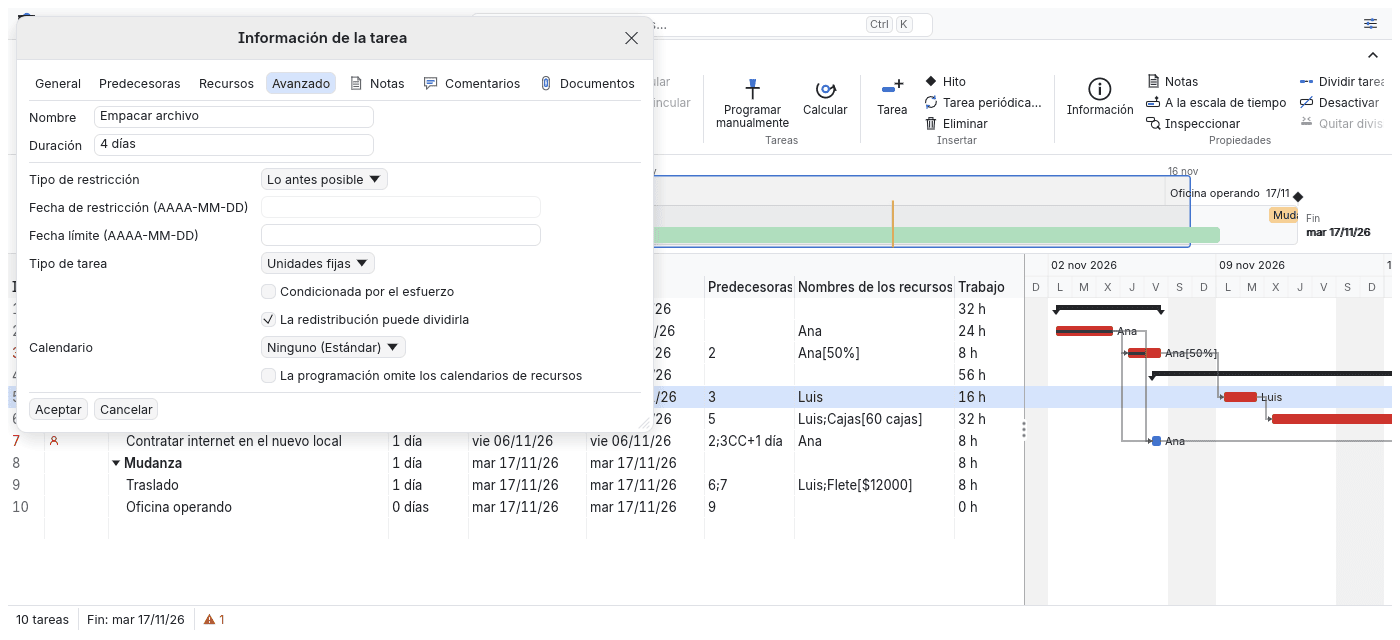 Información de la tarea
Ctrl K
General Predecesoras Recursos Avanzado Notas Comentarios Documentos
Nombre Empacar archivo
Duración 4 días
Tipo de restricción Lo antes posible
Fecha de restricción (AAAA-MM-DD)
Fecha límite (AAAA-MM-DD)
Tipo de tarea Unidades fijas
Condicionada por el esfuerzo
La redistribución puede dividirla
Calendario Ninguno (Estándar)
La programación omite los calendarios de recursos
Aceptar Cancelar
Programar manualmente
Calcular
Tareas
Tarea
Hito
Tarea periódica...
Eliminar
Insertar
Información
Notas
A la escala de tiempo
Inspeccionar
Dividir tarea
Desactivar
Quitar divis
Propiedades
16 nov
Oficina operando 17/11
Muda
Fin
mar 17/11/26
02 nov 2026 09 nov 2026
Predecesoras Nombres de los recursos Trabajo D L M X J V S D L M X J V S D
/26 32 h
/26 Ana 24 h Ana
/26 2 Ana[50%] 8 h Ana[50%]
/26 56 h
/26 3 Luis 16 h Luis
/26 5 Luis;Cajas[60 cajas] 32 h
7 Contratar internet en el nuevo local 1 día vie 06/11/26 vie 06/11/26 2;3CC+1 día Ana 8 h Ana
8 Mudanza 1 día mar 17/11/26 mar 17/11/26 8 h
9 Traslado 1 día mar 17/11/26 mar 17/11/26 6;7 Luis;Flete[$12000] 8 h
10 Oficina operando 0 días mar 17/11/26 mar 17/11/26 9 0 h
10 tareas Fin: mar 17/11/26 1